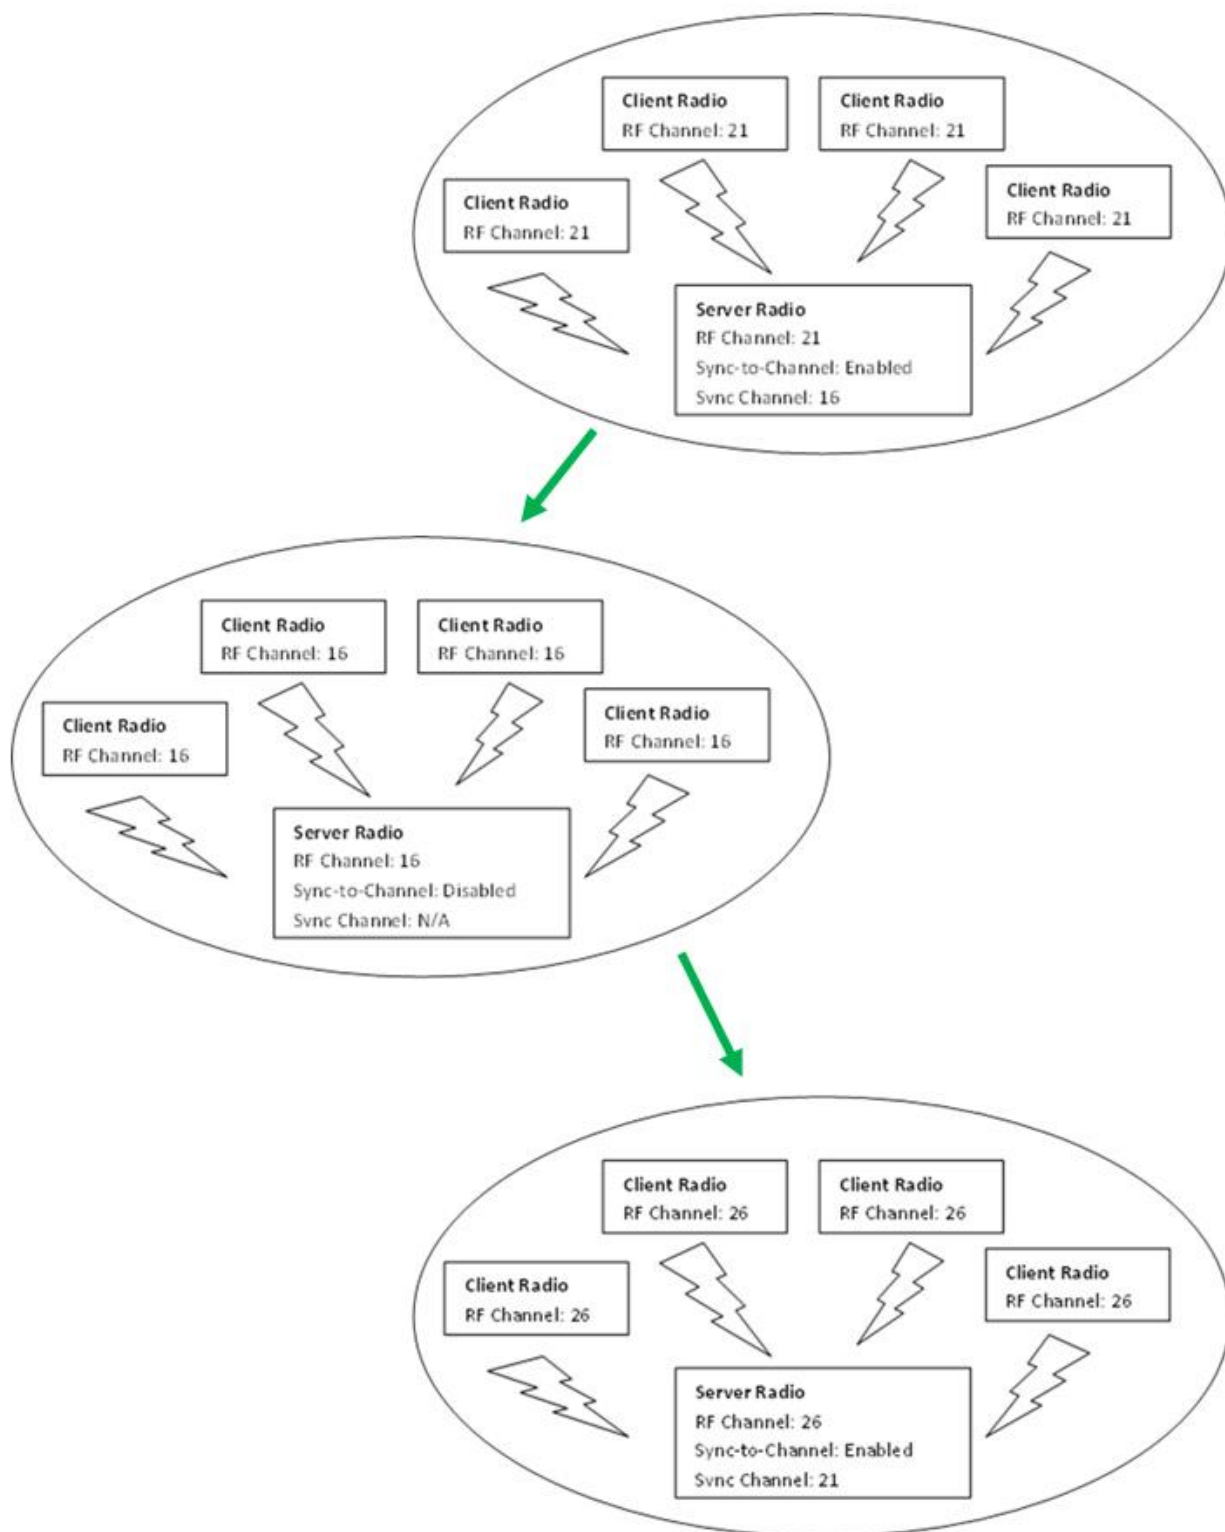 Client Radio
RF Channel: 21
Client Radio
RF Channel: 21
Client Radio
RF Channel: 21
Client Radio
RF Channel: 21
Server Radio
RF Channel: 21
Sync-to-Channel: Enabled
Sync Channel: 16
Client Radio
RF Channel: 16
Client Radio
RF Channel: 16
Client Radio
RF Channel: 16
Client Radio
RF Channel: 16
Server Radio
RF Channel: 16
Sync-to-Channel: Disabled
Sync Channel: N/A
Client Radio
RF Channel: 26
Client Radio
RF Channel: 26
Client Radio
RF Channel: 26
Client Radio
RF Channel: 26
Server Radio
RF Channel: 26
Sync-to-Channel: Enabled
Sync Channel: 21